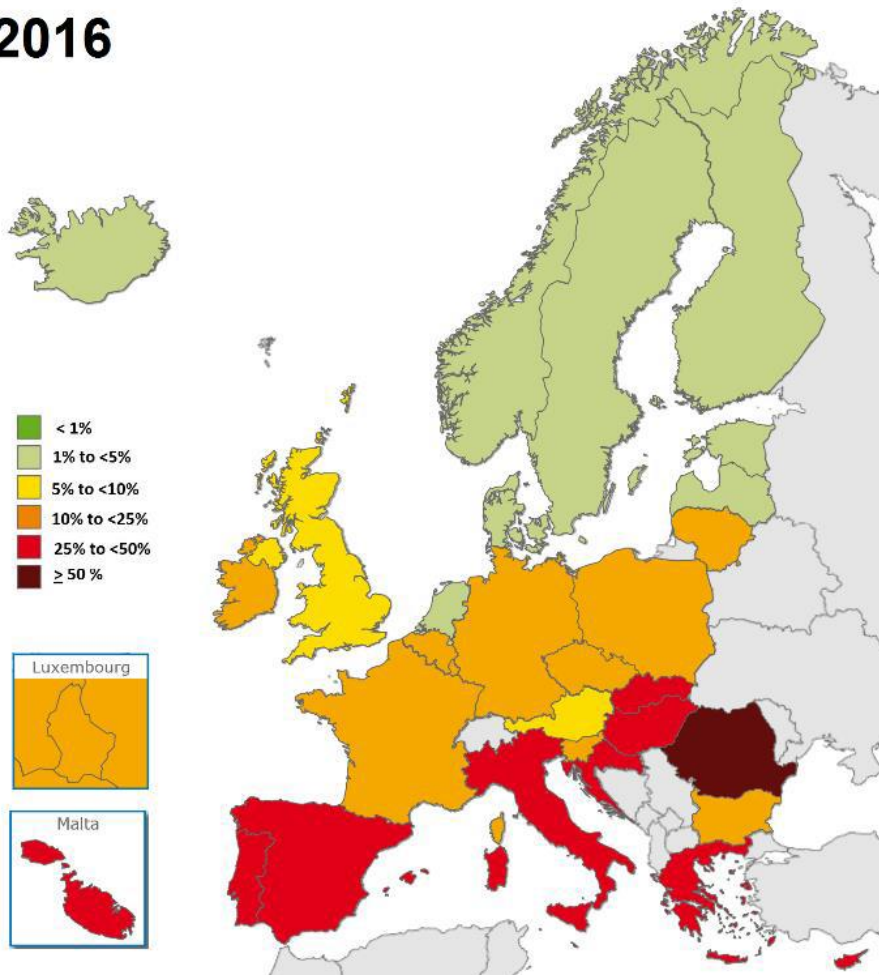 2016
< 1%
1% to <5%
5% to <10%
10% to <25%
25% to <50%
≥ 50 %
Luxembourg
Malta